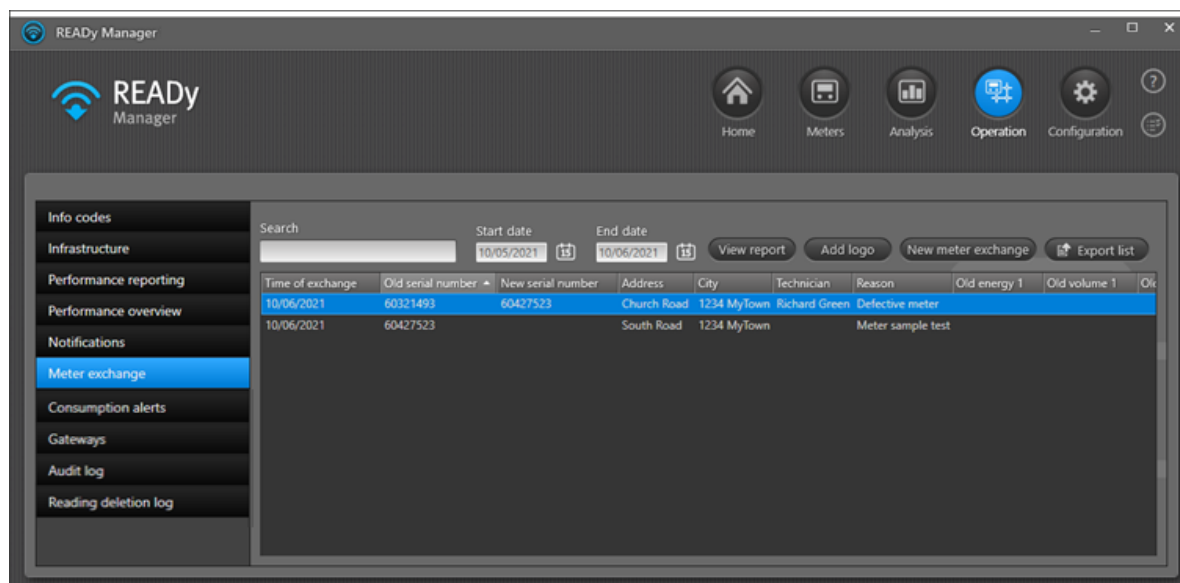 READy Manager
READy
Manager
Home Meters Analysis Operation Configuration
?
Info codes
Infrastructure
Performance reporting
Performance overview
Notifications
Meter exchange
Consumption alerts
Gateways
Audit log
Reading deletion log
Search Start date End date
10/05/2021 15 10/06/2021 15 View report Add logo New meter exchange Export list
Time of exchange Old serial number New serial number Address City Technician Reason Old energy 1 Old volume 1 Old
10/06/2021 60321493 60427523 Church Road 1234 MyTown Richard Green Defective meter
10/06/2021 60427523 South Road 1234 MyTown Meter sample test